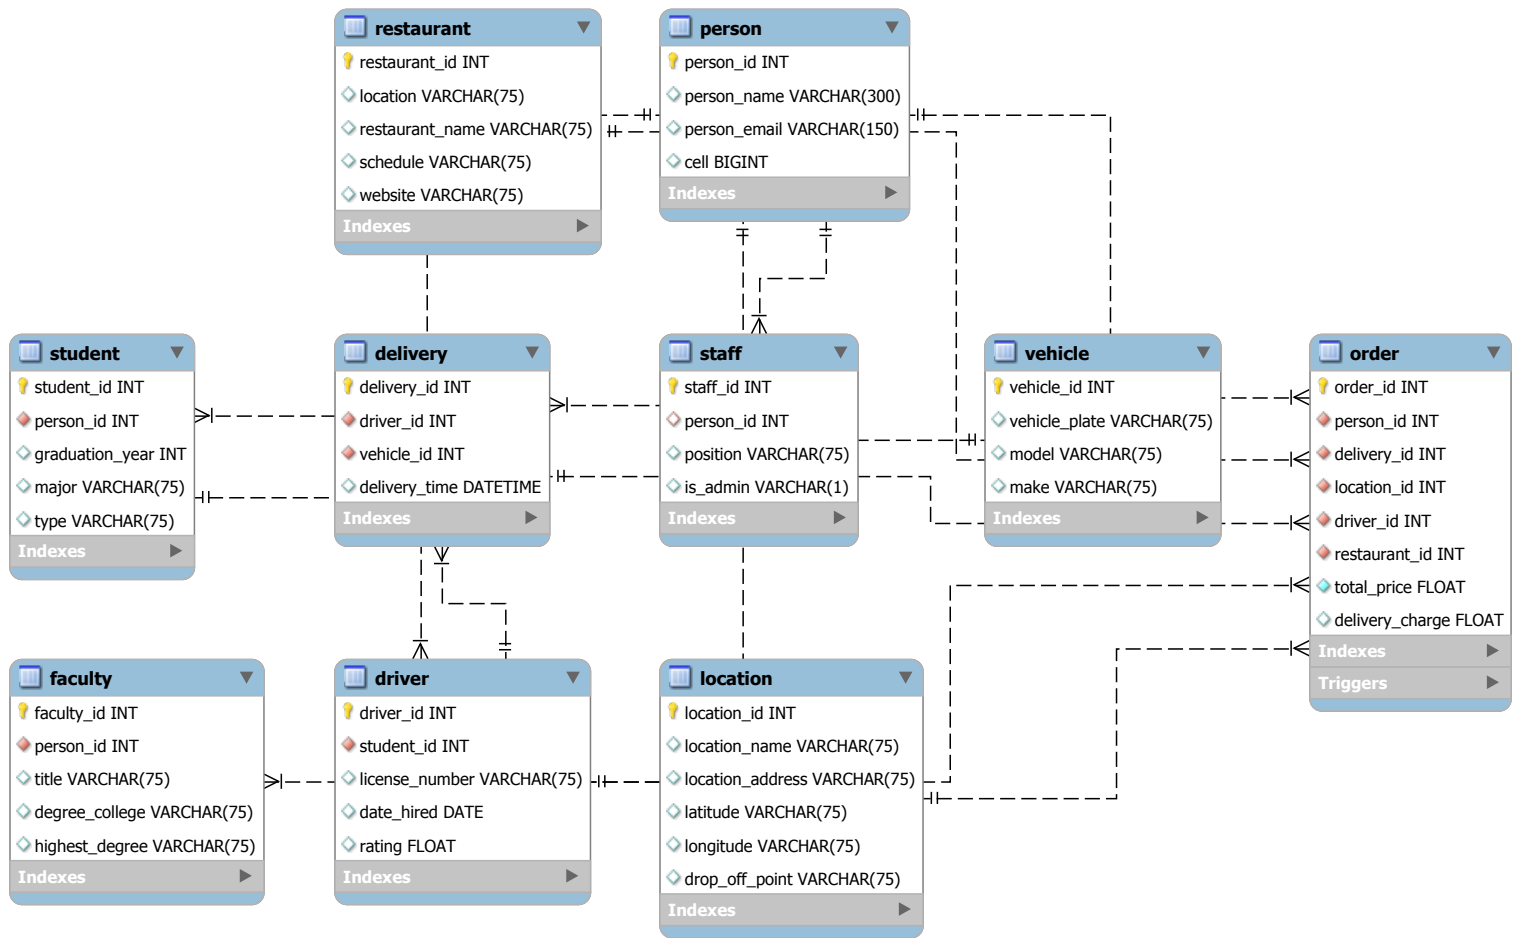 restaurant
restaurant_id INT
location VARCHAR(75)
restaurant_name VARCHAR(75)
schedule VARCHAR(75)
website VARCHAR(75)
Indexes
person
person_id INT
person_name VARCHAR(300)
person_email VARCHAR(150)
cell BIGINT
Indexes
student
student_id INT
person_id INT
graduation_year INT
major VARCHAR(75)
type VARCHAR(75)
Indexes
delivery
delivery_id INT
driver_id INT
vehicle_id INT
delivery_time DATETIME
Indexes
staff
staff_id INT
person_id INT
position VARCHAR(75)
is_admin VARCHAR(1)
Indexes
vehicle
vehicle_id INT
vehicle_plate VARCHAR(75)
model VARCHAR(75)
make VARCHAR(75)
Indexes
order
order_id INT
person_id INT
delivery_id INT
location_id INT
driver_id INT
restaurant_id INT
total_price FLOAT
delivery_charge FLOAT
Indexes
Triggers
faculty
faculty_id INT
person_id INT
title VARCHAR(75)
degree_college VARCHAR(75)
highest_degree VARCHAR(75)
Indexes
driver
driver_id INT
student_id INT
license_number VARCHAR(75)
date_hired DATE
rating FLOAT
Indexes
location
location_id INT
location_name VARCHAR(75)
location_address VARCHAR(75)
latitude VARCHAR(75)
longitude VARCHAR(75)
drop_off_point VARCHAR(75)
Indexes